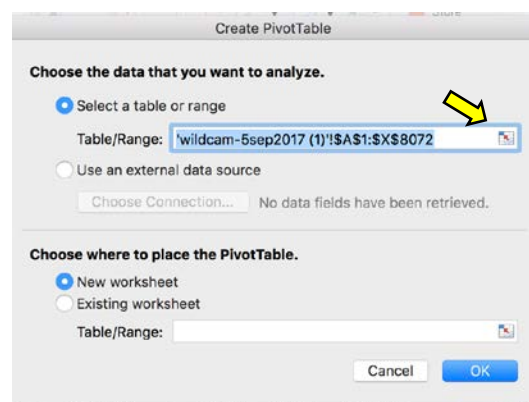 Create PivotTable
Choose the data that you want to analyze.
Select a table or range
Table/Range: 'wildcam-5sep2017 (1)'!$A$1:$X$8072
Use an external data source
Choose Connection... No data fields have been retrieved.
Choose where to place the PivotTable.
New worksheet
Existing worksheet
Table/Range:
Cancel OK